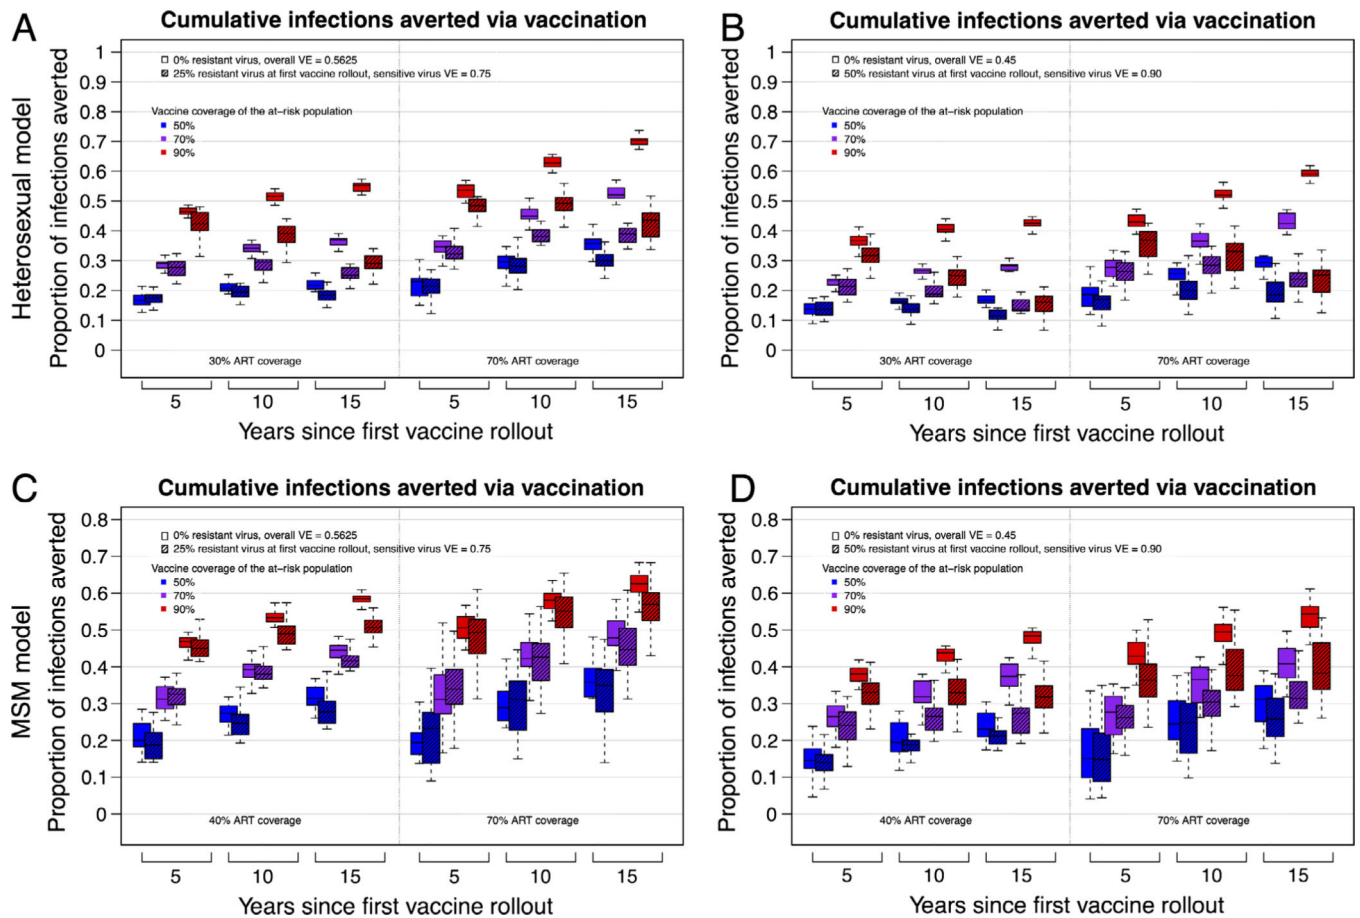 A
Cumulative infections averted via vaccination
Heterosexual model
Proportion of infections averted
1
0.9
0.8
0.7
0.6
0.5
0.4
0.3
0.2
0.1
0
0% resistant virus, overall VE = 0.5625
25% resistant virus at first vaccine rollout, sensitive virus VE = 0.75
Vaccine coverage of the at-risk population
50%
70%
90%
30% ART coverage
70% ART coverage
5
10
15
5
10
15
Years since first vaccine rollout
B
Cumulative infections averted via vaccination
Proportion of infections averted
1
0.9
0.8
0.7
0.6
0.5
0.4
0.3
0.2
0.1
0
0% resistant virus, overall VE = 0.45
50% resistant virus at first vaccine rollout, sensitive virus VE = 0.90
Vaccine coverage of the at-risk population
50%
70%
90%
30% ART coverage
70% ART coverage
5
10
15
5
10
15
Years since first vaccine rollout
C
Cumulative infections averted via vaccination
MSM model
Proportion of infections averted
0.8
0.7
0.6
0.5
0.4
0.3
0.2
0.1
0
0% resistant virus, overall VE = 0.5625
25% resistant virus at first vaccine rollout, sensitive virus VE = 0.75
Vaccine coverage of the at-risk population
50%
70%
90%
40% ART coverage
70% ART coverage
5
10
15
5
10
15
Years since first vaccine rollout
D
Cumulative infections averted via vaccination
Proportion of infections averted
0.8
0.7
0.6
0.5
0.4
0.3
0.2
0.1
0
0% resistant virus, overall VE = 0.45
50% resistant virus at first vaccine rollout, sensitive virus VE = 0.90
Vaccine coverage of the at-risk population
50%
70%
90%
40% ART coverage
70% ART coverage
5
10
15
5
10
15
Years since first vaccine rollout